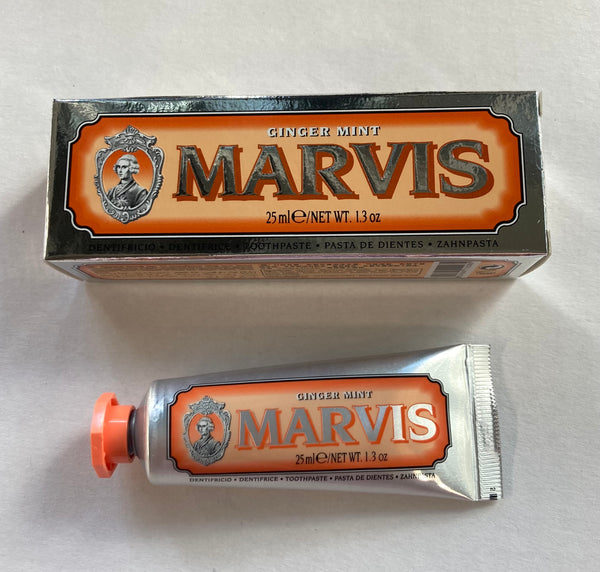 GINGER MINT
MARVIS
25 ml℮/NET WT. 1.3 oz
DENTIFRICIO • DENTIFRICE • TOOTHPASTE • PASTA DE DIENTES • ZAHNPASTA
GINGER MINT
MARVIS
25 ml℮/NET WT. 1.3 oz
DENTIFRICIO • DENTIFRICE • TOOTHPASTE • PASTA DE DIENTES • ZAHNPASTA